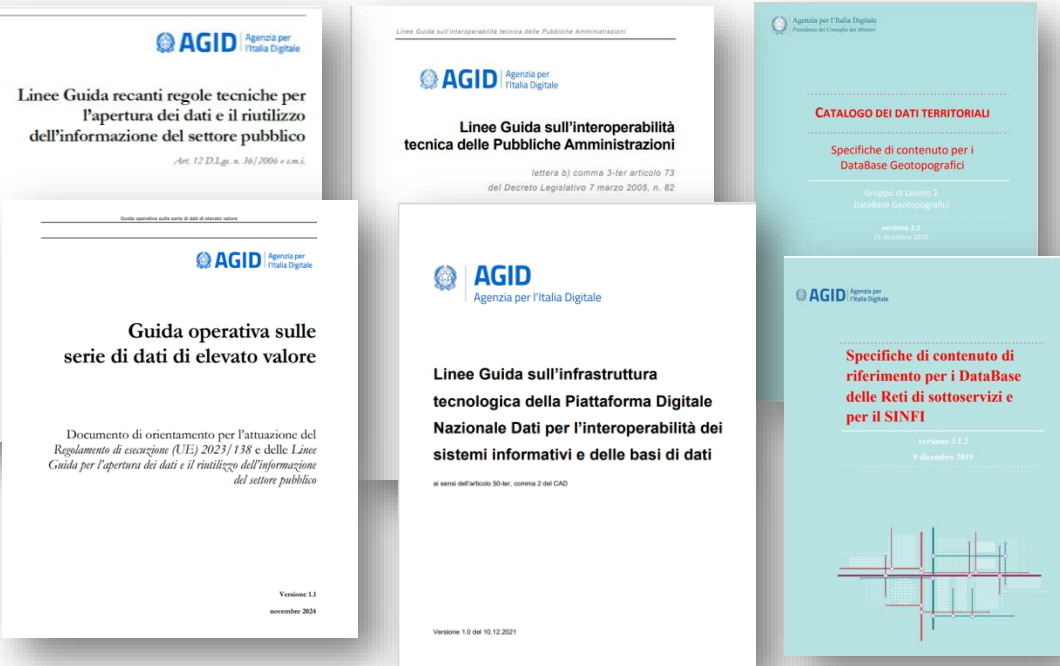 AGID
Agenzia per
l'Italia Digitale
Linee Guida recanti regole tecniche per
l'apertura dei dati e il riutilizzo
dell'informazione del settore pubblico
Art. 12 D.Lgs. n. 36/2006 e s.m.i.
Linee Guida sull'interoperabilità tecnica delle Pubbliche Amministrazioni
AGID
Agenzia per
l'Italia Digitale
Linee Guida sull'interoperabilità
tecnica delle Pubbliche Amministrazioni
lettera b) comma 3-ter articolo 73
del Decreto Legislativo 7 marzo 2005, n. 82
Agenzia per l'Italia Digitale
Presidenza del Consiglio dei Ministri
CATALOGO DEI DATI TERRITORIALI
Specifiche di contenuto per i
DataBase Geotopografici
Gruppo di Lavoro 2
DataBase Geotopografici
versione 2.0
15 dicembre 2015
Guida operativa sulle serie di dati di elevato valore
AGID
Agenzia per
l'Italia Digitale
Guida operativa sulle
serie di dati di elevato valore
Documento di orientamento per l'attuazione del
Regolamento di esecuzione (UE) 2023/138 e delle Linee
Guida per l'apertura dei dati e il riutilizzo dell'informazione
del settore pubblico
Versione 1.1
novembre 2024
AGID
Agenzia per l'Italia Digitale
Linee Guida sull'infrastruttura
tecnologica della Piattaforma Digitale
Nazionale Dati per l'interoperabilità dei
sistemi informativi e delle basi di dati
ai sensi dell'articolo 50-ter, comma 2 del CAD
Versione 1.0 del 10.12.2021
AGID
Agenzia per
l'Italia Digitale
Specifiche di contenuto di
riferimento per i DataBase
delle Reti di sottoservizi e
per il SINFI
versione 3.1.2
9 dicembre 2019